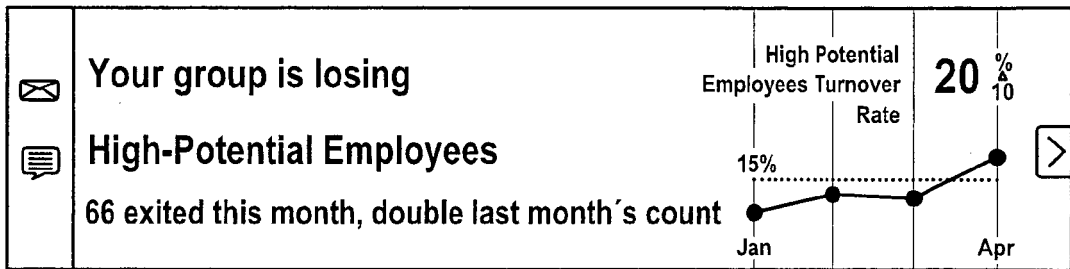 Your group is losing
High-Potential Employees
66 exited this month, double last month´s count
High Potential
Employees Turnover
Rate
20 %
10
15%
Jan
Apr